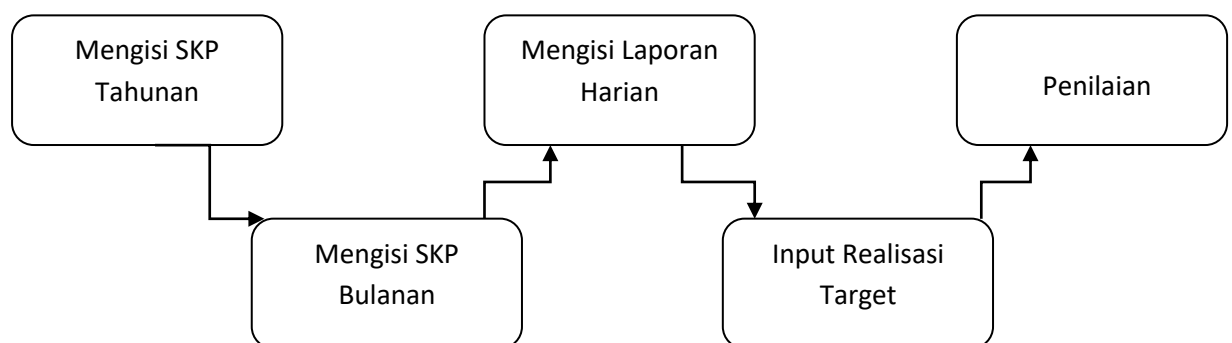 Mengisi SKP
Tahunan
Mengisi SKP
Bulanan
Mengisi Laporan
Harian
Input Realisasi
Target
Penilaian